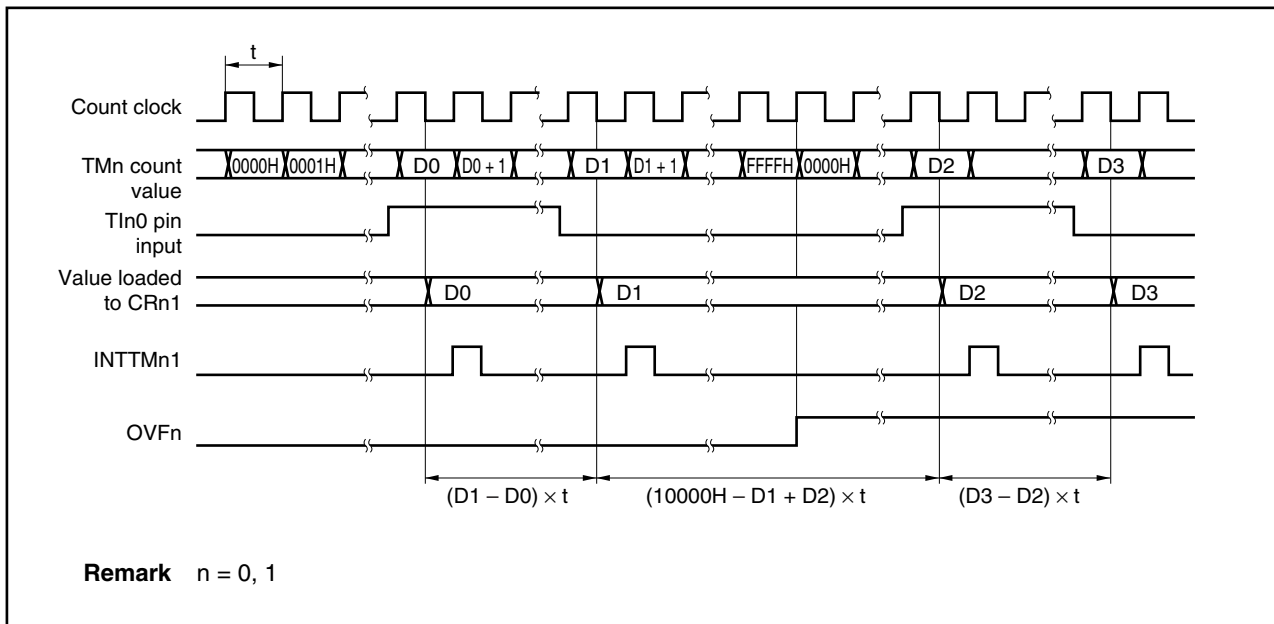 t
Count clock
TMn count
value
0000H 0001H D0 D0 + 1 D1 D1 + 1 FFFFH 0000H D2 D3
TIn0 pin
input
Value loaded
to CRn1
D0 D1 D2 D3
INTTMn1
OVFn
(D1 – D0) × t (10000H – D1 + D2) × t (D3 – D2) × t
Remark n = 0, 1